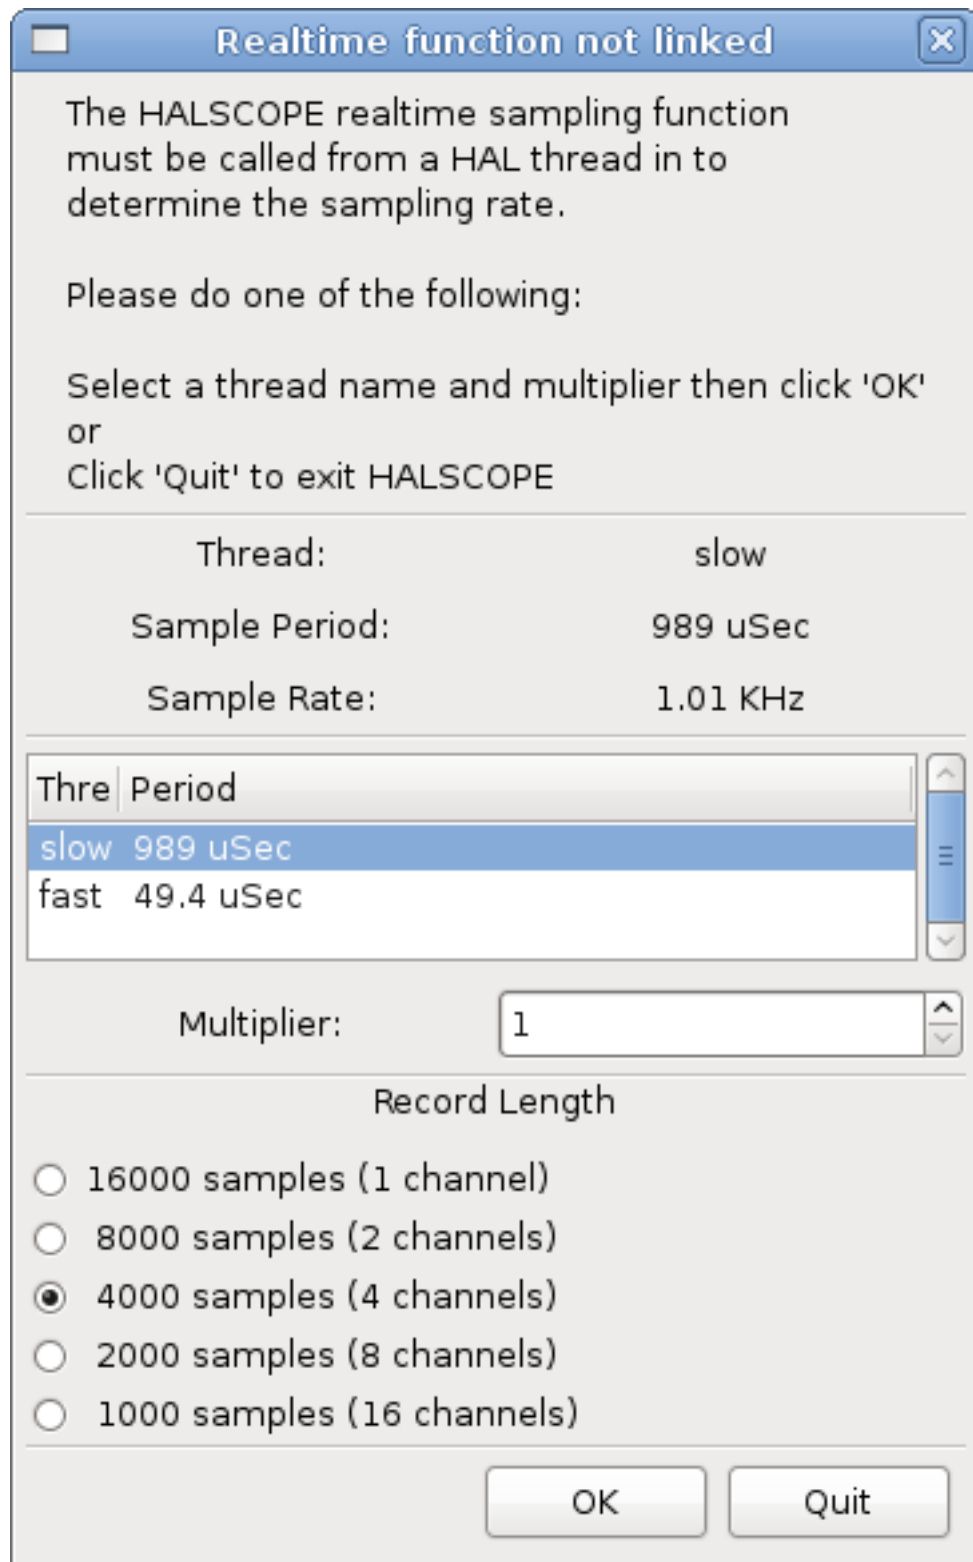 Realtime function not linked
The HALSCOPE realtime sampling function
must be called from a HAL thread in to
determine the sampling rate.
Please do one of the following:
Select a thread name and multiplier then click 'OK'
or
Click 'Quit' to exit HALSCOPE
Thread: slow
Sample Period: 989 uSec
Sample Rate: 1.01 KHz
Thre Period
slow 989 uSec
fast 49.4 uSec
Multiplier: 1
Record Length
16000 samples (1 channel)
8000 samples (2 channels)
4000 samples (4 channels)
2000 samples (8 channels)
1000 samples (16 channels)
OK Quit